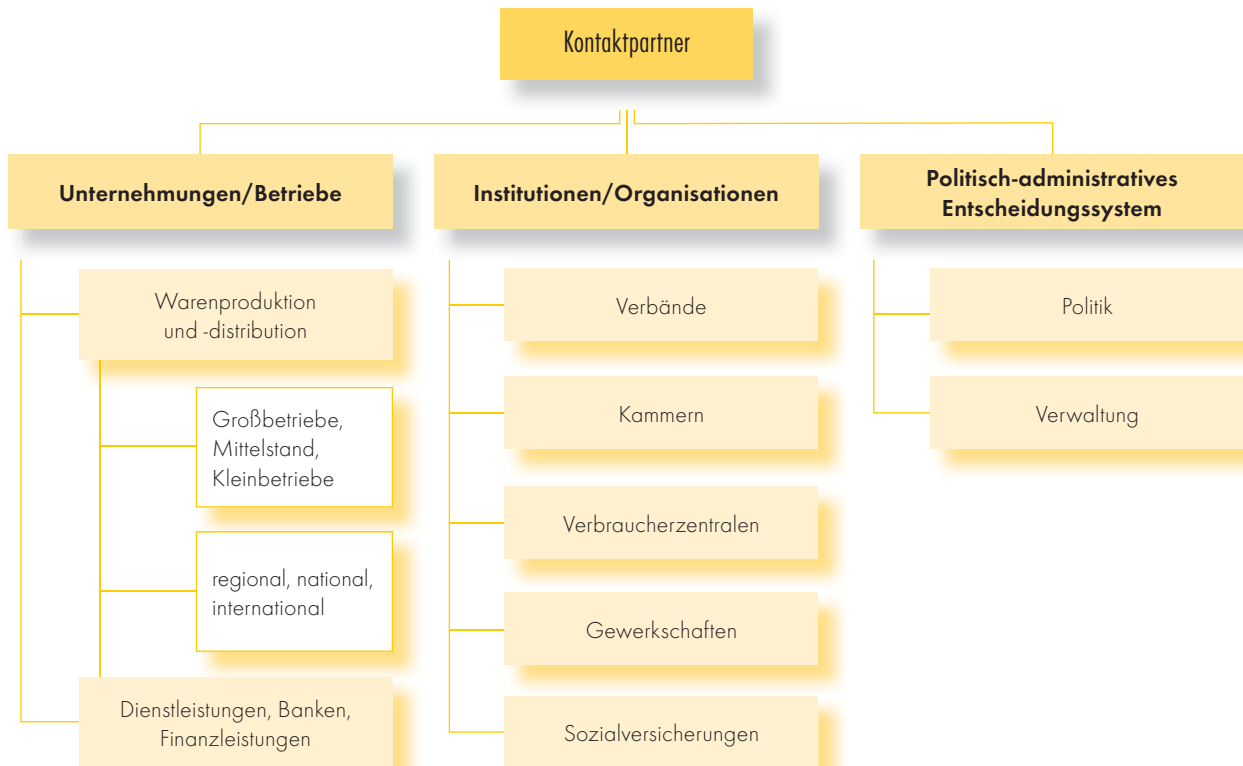 Kontaktpartner
Unternehmungen/Betriebe
Warenproduktion
und -distribution
Großbetriebe,
Mittelstand,
Kleinbetriebe
regional, national,
international
Dienstleistungen, Banken,
Finanzleistungen
Institutionen/Organisationen
Verbände
Kammern
Verbraucherzentralen
Gewerkschaften
Sozialversicherungen
Politisch-administratives
Entscheidungssystem
Politik
Verwaltung